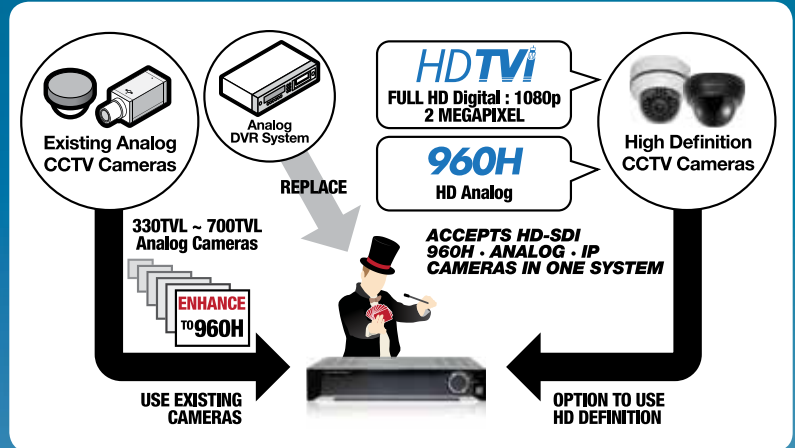 Existing Analog
CCTV Cameras
Analog
DVR System
HDTVi
FULL HD Digital : 1080p
2 MEGAPIXEL
960H
HD Analog
High Definition
CCTV Cameras
REPLACE
330TVL ~ 700TVL
Analog Cameras
ENHANCE
TO 960H
ACCEPTS HD-SDI
960H · ANALOG · IP
CAMERAS IN ONE SYSTEM
USE EXISTING
CAMERAS
OPTION TO USE
HD DEFINITION